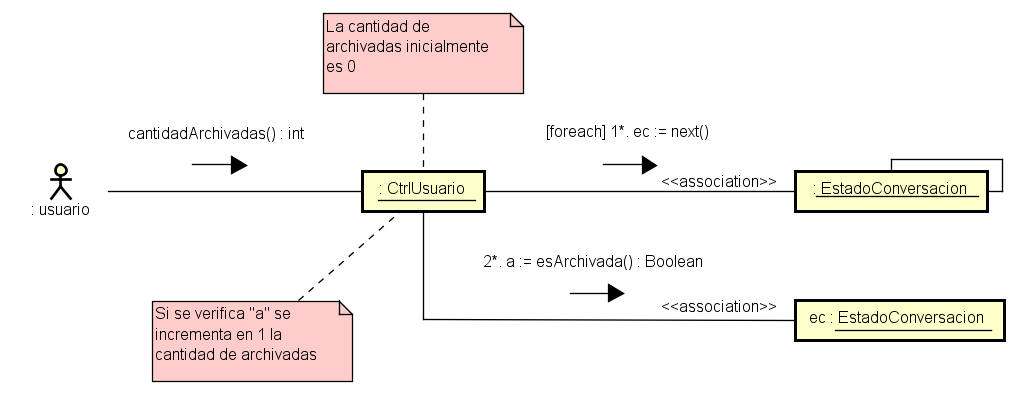 La cantidad de
archivadas inicialmente
es 0
cantidadArchivadas() : int
[foreach] 1*. ec := next()
<<association>>
: usuario
: CtrlUsuario
: EstadoConversacion
2*. a := esArchivada() : Boolean
<<association>>
ec : EstadoConversacion
Si se verifica "a" se
incrementa en 1 la
cantidad de archivadas